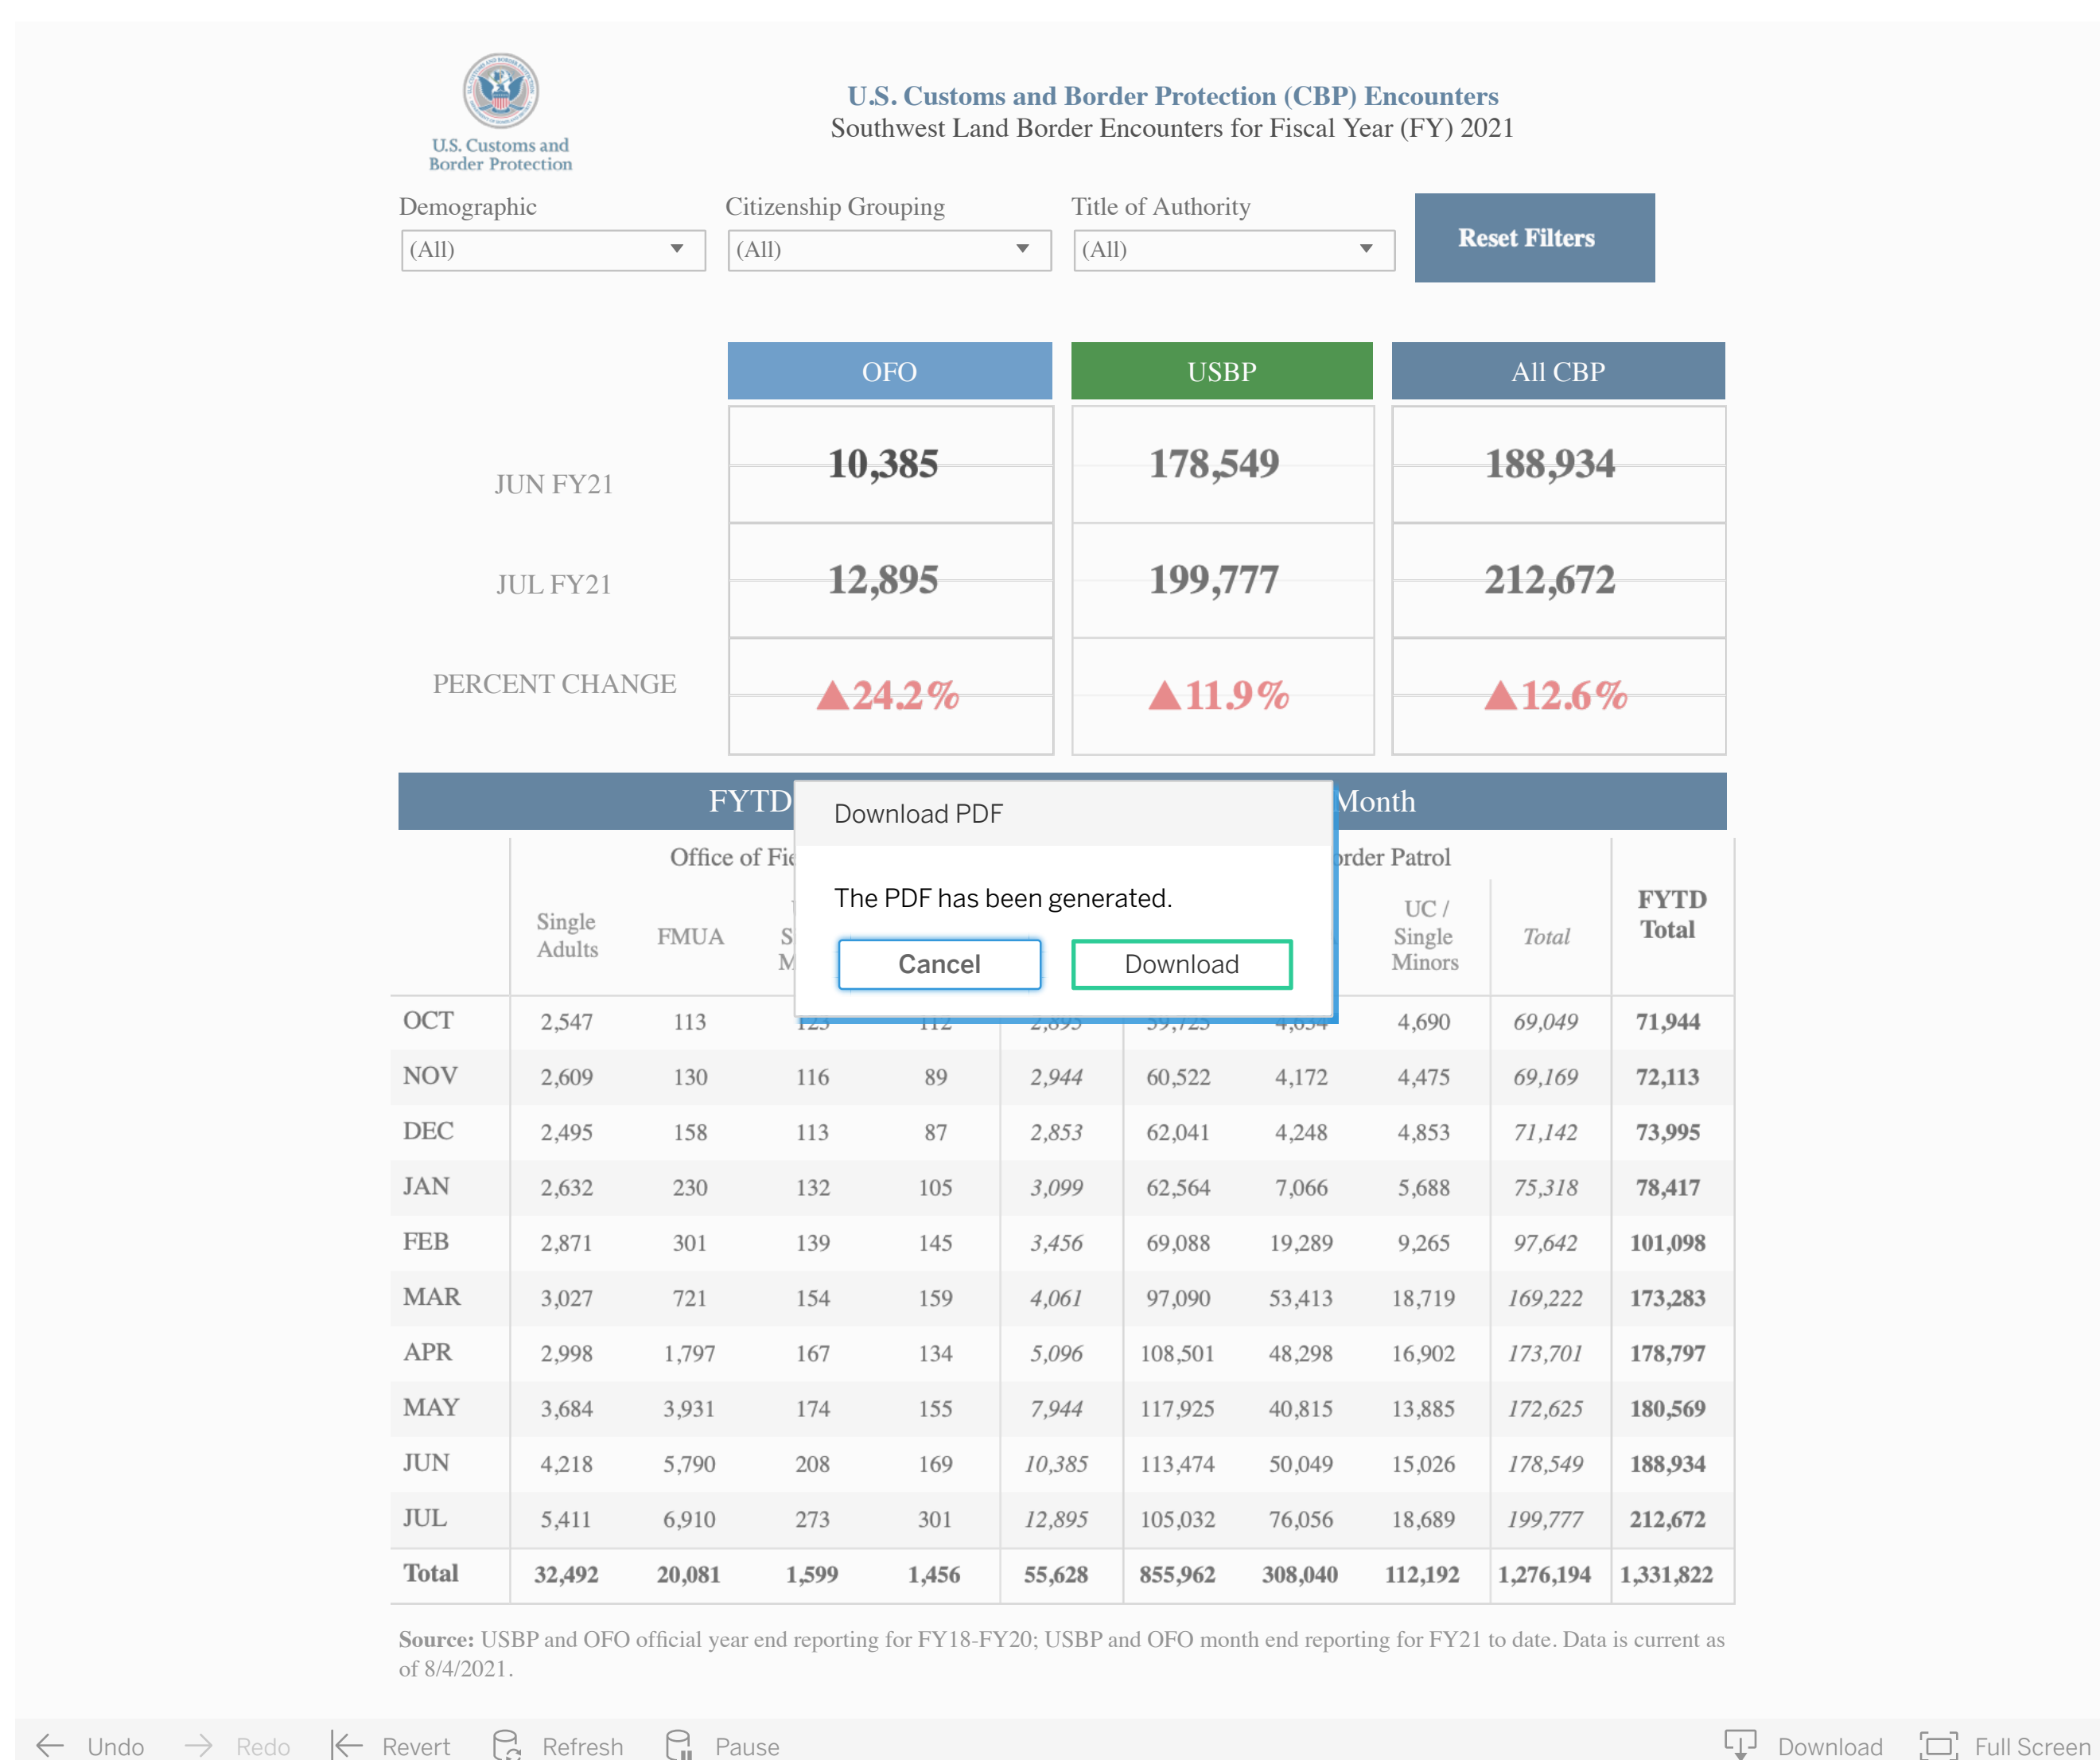 U.S. Customs and
Border Protection
U.S. Customs and Border Protection (CBP) Encounters
Southwest Land Border Encounters for Fiscal Year (FY) 2021
Demographic Citizenship Grouping Title of Authority
(All) (All) (All)
Reset Filters
OFO USBP All CBP
JUN FY21 10,385 178,549 188,934
JUL FY21 12,895 199,777 212,672
PERCENT CHANGE ▲24.2% ▲11.9% ▲12.6%
FYTD Month
Download PDF
The PDF has been generated.
Cancel Download
Office of Border Patrol
Single Adults FMUA UC / Single Minors Total FYTD Total
OCT 2,547 113 123 112 2,895 59,725 4,634 4,690 69,049 71,944
NOV 2,609 130 116 89 2,944 60,522 4,172 4,475 69,169 72,113
DEC 2,495 158 113 87 2,853 62,041 4,248 4,853 71,142 73,995
JAN 2,632 230 132 105 3,099 62,564 7,066 5,688 75,318 78,417
FEB 2,871 301 139 145 3,456 69,088 19,289 9,265 97,642 101,098
MAR 3,027 721 154 159 4,061 97,090 53,413 18,719 169,222 173,283
APR 2,998 1,797 167 134 5,096 108,501 48,298 16,902 173,701 178,797
MAY 3,684 3,931 174 155 7,944 117,925 40,815 13,885 172,625 180,569
JUN 4,218 5,790 208 169 10,385 113,474 50,049 15,026 178,549 188,934
JUL 5,411 6,910 273 301 12,895 105,032 76,056 18,689 199,777 212,672
Total 32,492 20,081 1,599 1,456 55,628 855,962 308,040 112,192 1,276,194 1,331,822
Source: USBP and OFO official year end reporting for FY18-FY20; USBP and OFO month end reporting for FY21 to date. Data is current as
of 8/4/2021.
Undo Redo Revert Refresh Pause Download Full Screen